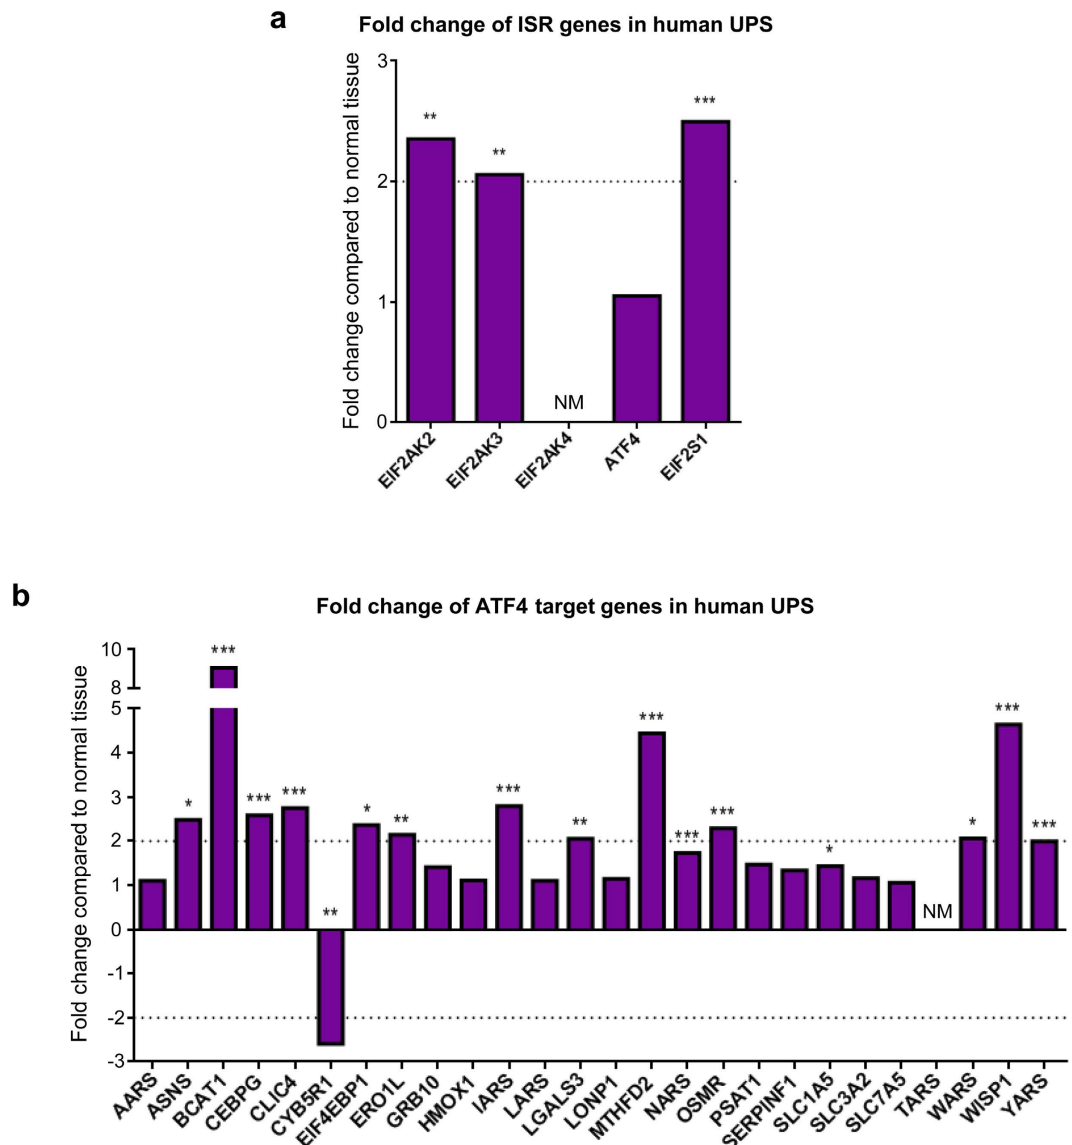 a
Fold change of ISR genes in human UPS
Fold change compared to normal tissue
3
2
1
0
**
**
NM
***
EIF2AK2
EIF2AK3
EIF2AK4
ATF4
EIF2S1
b
Fold change of ATF4 target genes in human UPS
Fold change compared to normal tissue
10
8
5
4
3
2
1
0
-1
-2
-3
*
***
***
***
**
*
**
***
**
***
***
***
*
NM
*
***
***
AARS
ASNS
BCAT1
CEBPG
CLIC4
CYB5R1
EIF4EBP1
ERO1L
GRB10
HMOX1
IARS
LARS
LGALS3
LONP1
MTHFD2
NARS
OSMR
PSAT1
SERPINF1
SLC1A5
SLC3A2
SLC7A5
TARS
WARS
WISP1
YARS